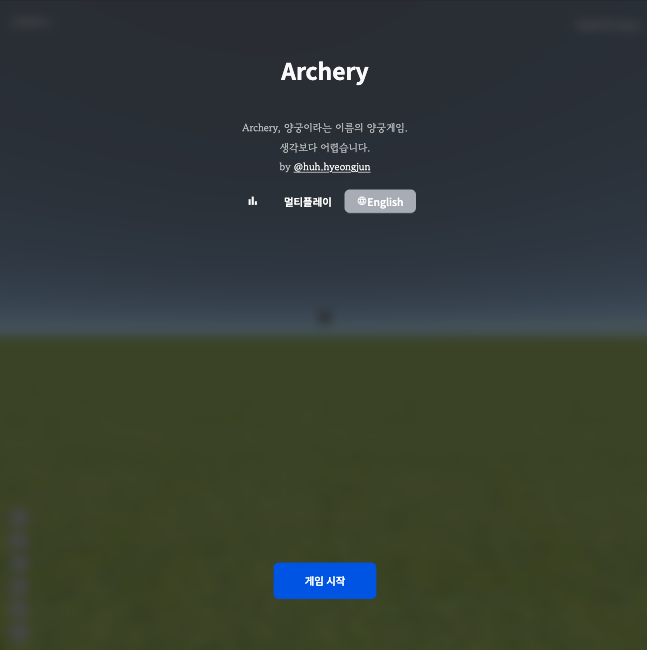 Archery
Archery, 양궁이라는 이름의 양궁게임.
생각보다 어렵습니다.
by @huh.hyeongjun
멀티플레이 English
게임 시작